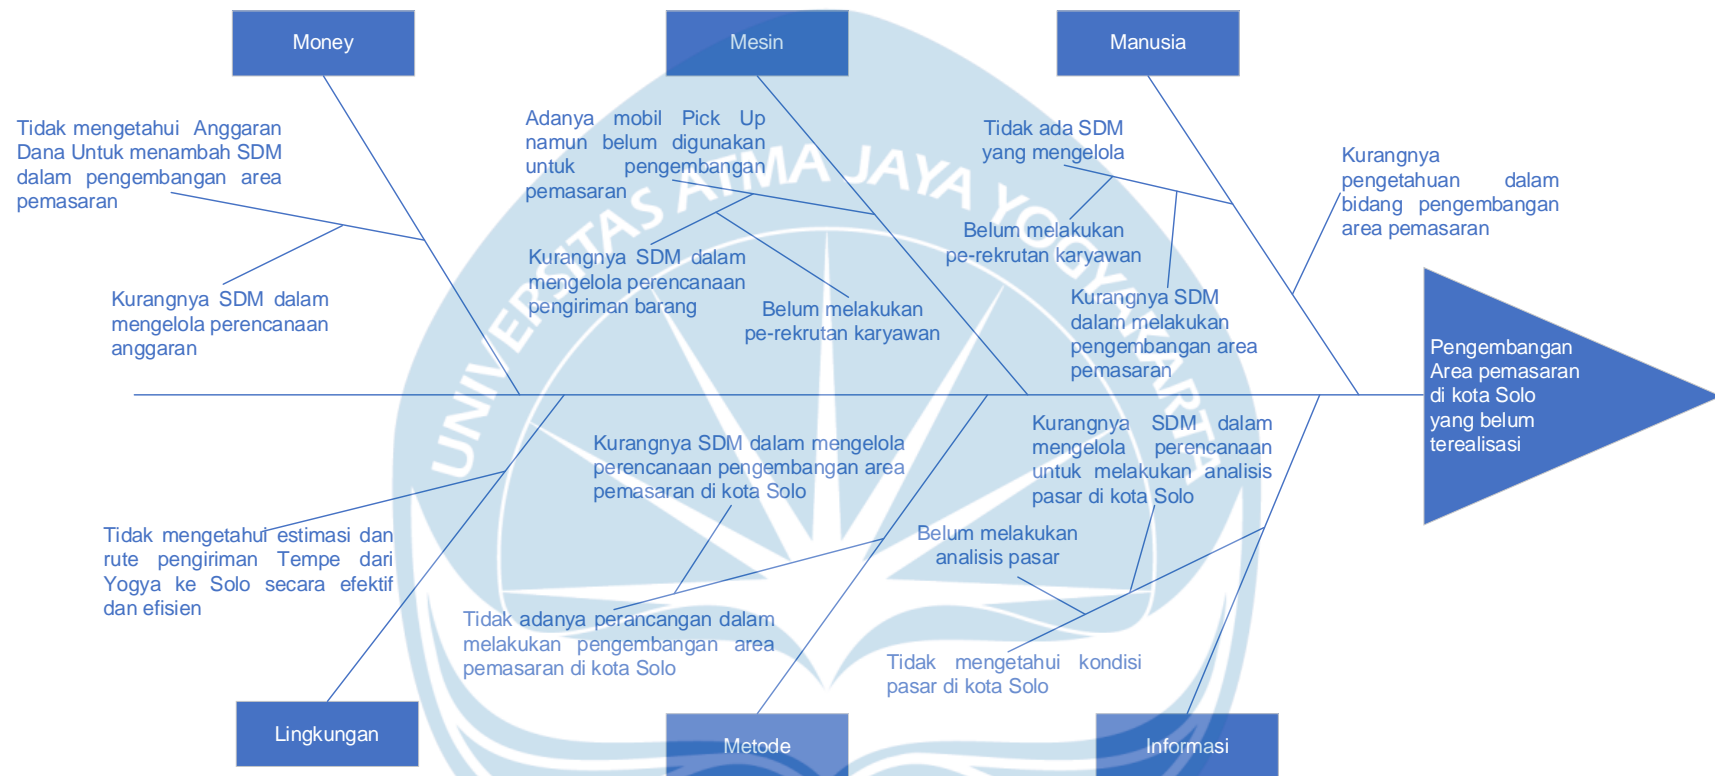 Money
Mesin
Manusia
Tidak mengetahui Anggaran
Dana Untuk menambah SDM
dalam pengembangan area
pemasaran
Adanya mobil Pick Up
namun belum digunakan
untuk pengembangan
pemasaran
Tidak ada SDM
yang mengelola
Kurangnya
pengetahuan dalam
bidang pengembangan
area pemasaran
Kurangnya SDM dalam
mengelola perencanaan
anggaran
Kurangnya SDM dalam
mengelola perencanaan
pengiriman barang
Belum melakukan
pe-rekrutan karyawan
Belum melakukan
pe-rekrutan karyawan
Kurangnya SDM
dalam melakukan
pengembangan area
pemasaran
Pengembangan
Area pemasaran
di kota Solo
yang belum
terealisasi
Tidak mengetahui estimasi dan
rute pengiriman Tempe dari
Yogya ke Solo secara efektif
dan efisien
Kurangnya SDM dalam mengelola
perencanaan pengembangan area
pemasaran di kota Solo
Tidak adanya perancangan dalam
melakukan pengembangan area
pemasaran di kota Solo
Kurangnya SDM dalam
mengelola perencanaan
untuk melakukan analisis
pasar di kota Solo
Belum melakukan
analisis pasar
Tidak mengetahui kondisi
pasar di kota Solo
Lingkungan
Metode
Informasi
UNIVERSITAS ATMA JAYA YOGYAKARTA